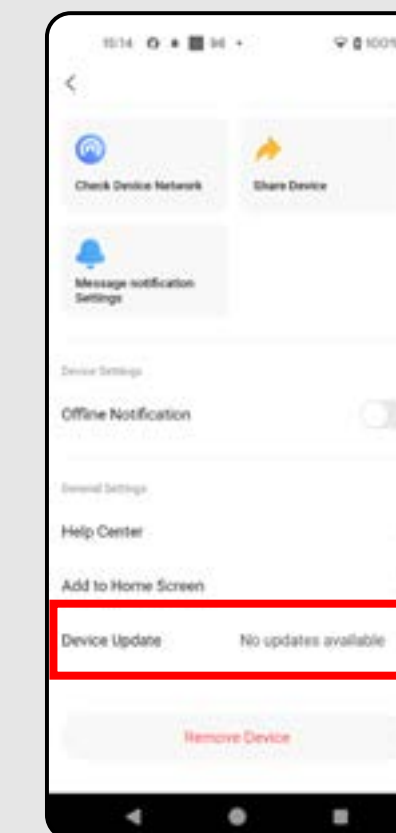 Check Device Network
Share Device
Message notification
Settings
Device Settings
Offline Notification
General Settings
Help Center
Add to Home Screen
Device Update
No updates available
Remove Device